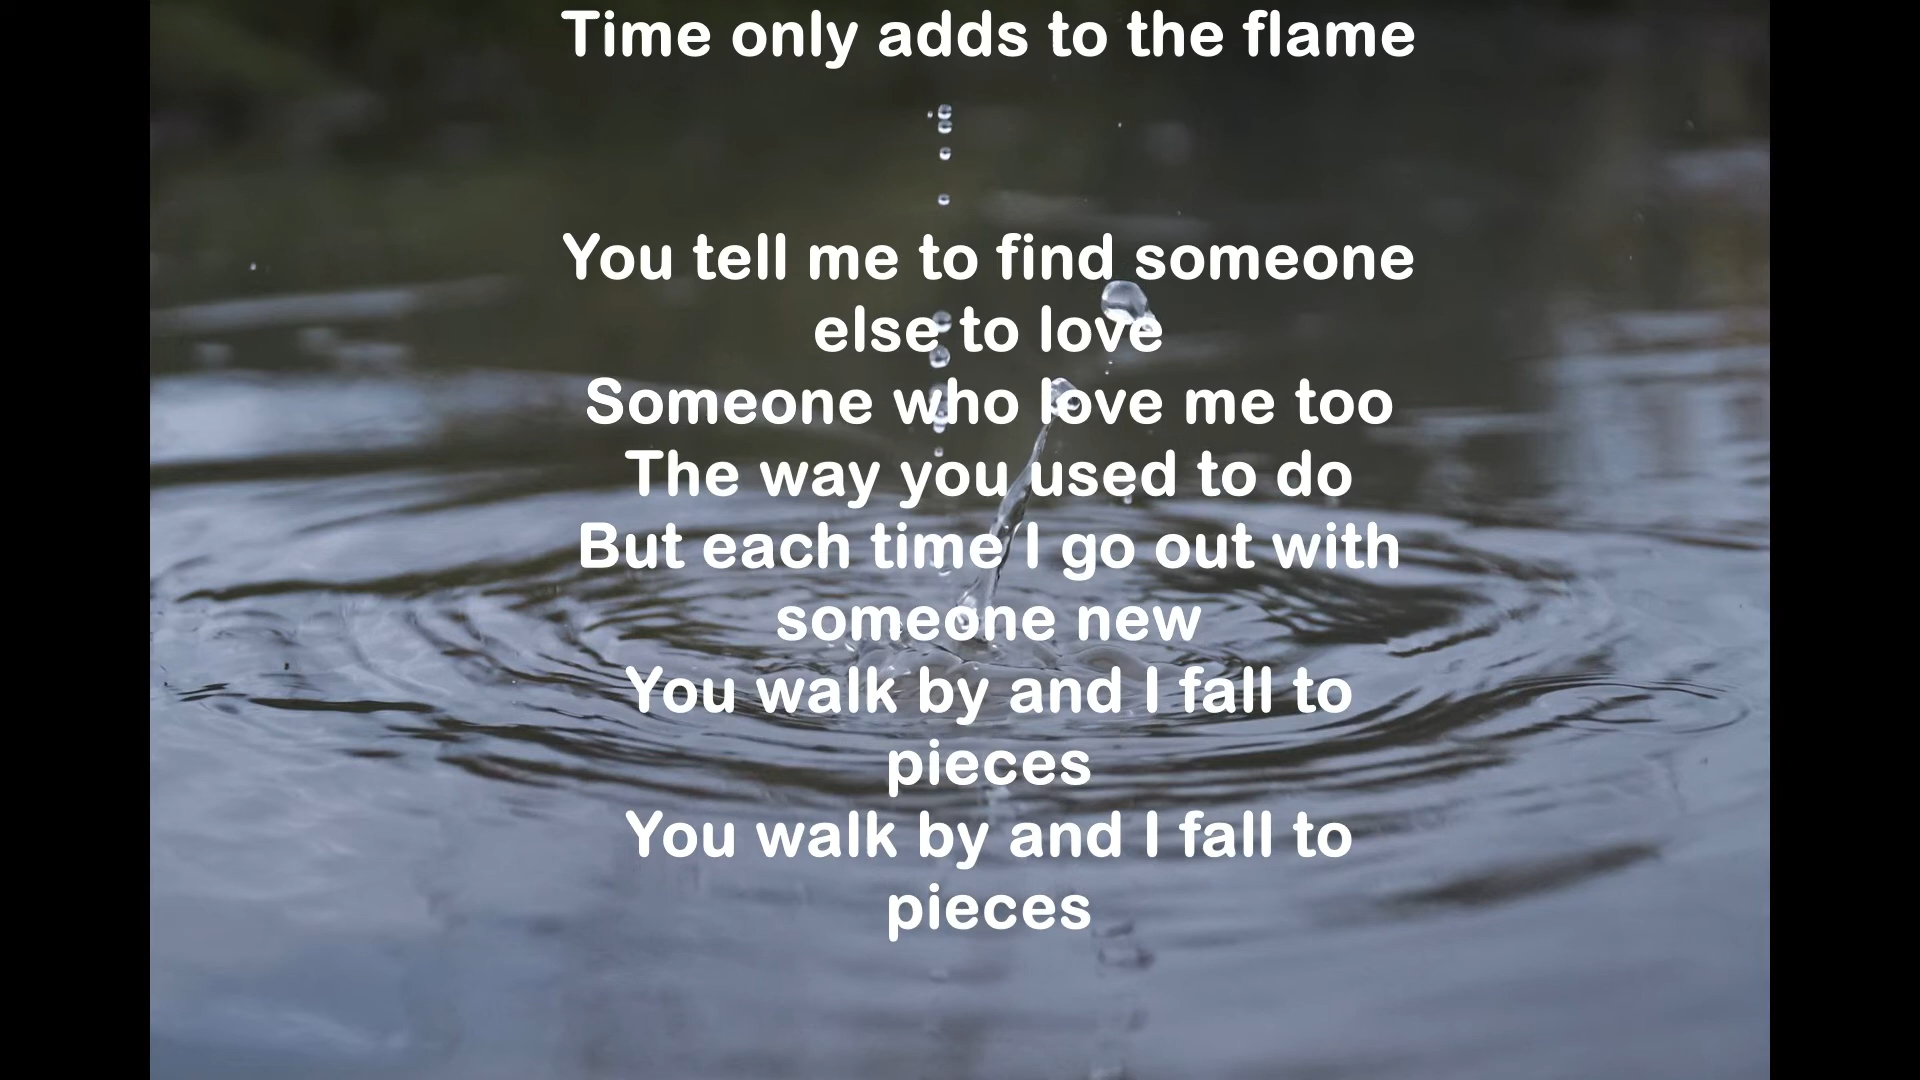 Time only adds to the flame
You tell me to find someone
else to love
Someone who love me too
The way you used to do
But each time I go out with
someone new
You walk by and I fall to
pieces
You walk by and I fall to
pieces